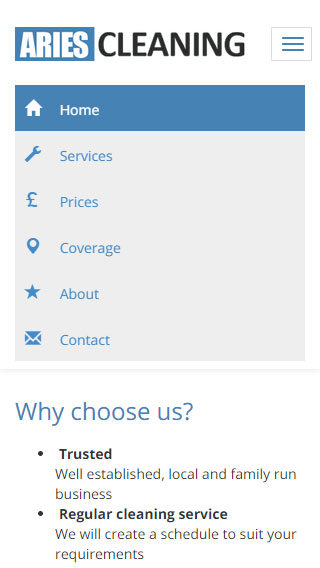 ARIES CLEANING
Home
Services
£ Prices
Coverage
About
Contact
Why choose us?
• Trusted
Well established, local and family run
business
• Regular cleaning service
We will create a schedule to suit your
requirements